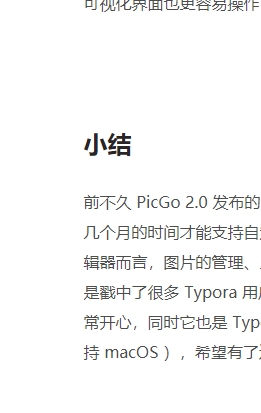 可视化界面也更容易操作
小结
前不久 PicGo 2.0 发布的
几个月的时间才能支持自
辑器而言，图片的管理、
是戳中了很多 Typora 用
常开心，同时它也是 Typ
持 macOS ），希望有了